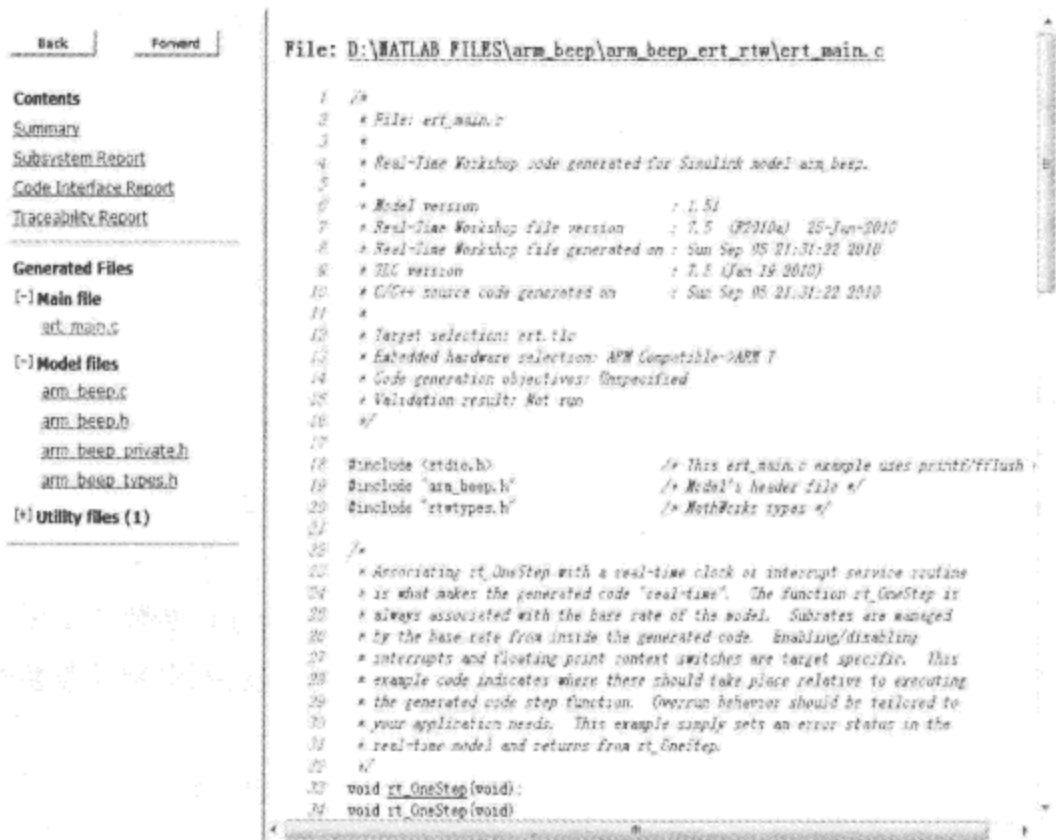 Back
Forward
Contents
Summary
Subsystem Report
Code Interface Report
Traceability Report
Generated Files
[-] Main file
ert_main.c
[-] Model files
arm_beep.c
arm_beep.h
arm_beep_private.h
arm_beep_types.h
[+] Utility files (1)
File: D:\MATLAB FILES\arm_beep\arm_beep_ert_rtw\ert_main.c
1 /*
2 * File: ert_main.c
3 *
4 * Real-Time Workshop code generated for Simulink model arm_beep.
5 *
6 * Model version : 1.51
7 * Real-Time Workshop file version : 7.5 (R2010a) 25-Jan-2010
8 * Real-Time Workshop file generated on : Sun Sep 05 21:31:22 2010
9 * TLC version : 7.5 (Jan 19 2010)
10 * C/C++ source code generated on : Sun Sep 05 21:31:22 2010
11 *
12 * Target selection: ert.tlc
13 * Embedded hardware selection: ARM Compatible->ARM 7
14 * Code generation objectives: Unspecified
15 * Validation result: Not run
16 */
17
18 #include <stdio.h> /* This ert_main.c example uses printf/fflush
19 #include "arm_beep.h" /* Model's header file */
20 #include "rtwtypes.h" /* MathWorks types */
21
22 /*
23 * Associating rt_OneStep with a real-time clock or interrupt service routine
24 * is what makes the generated code "real-time". The function rt_OneStep is
25 * always associated with the base rate of the model. Subrates are managed
26 * by the base rate from inside the generated code. Enabling/disabling
27 * interrupts and floating point context switches are target specific. This
28 * example code indicates where these should take place relative to executing
29 * the generated code step function. Overrun behavior should be tailored to
30 * your application needs. This example simply sets an error status in the
31 * real-time model and returns from rt_OneStep.
32 */
33 void rt_OneStep(void);
34 void rt_OneStep(void)